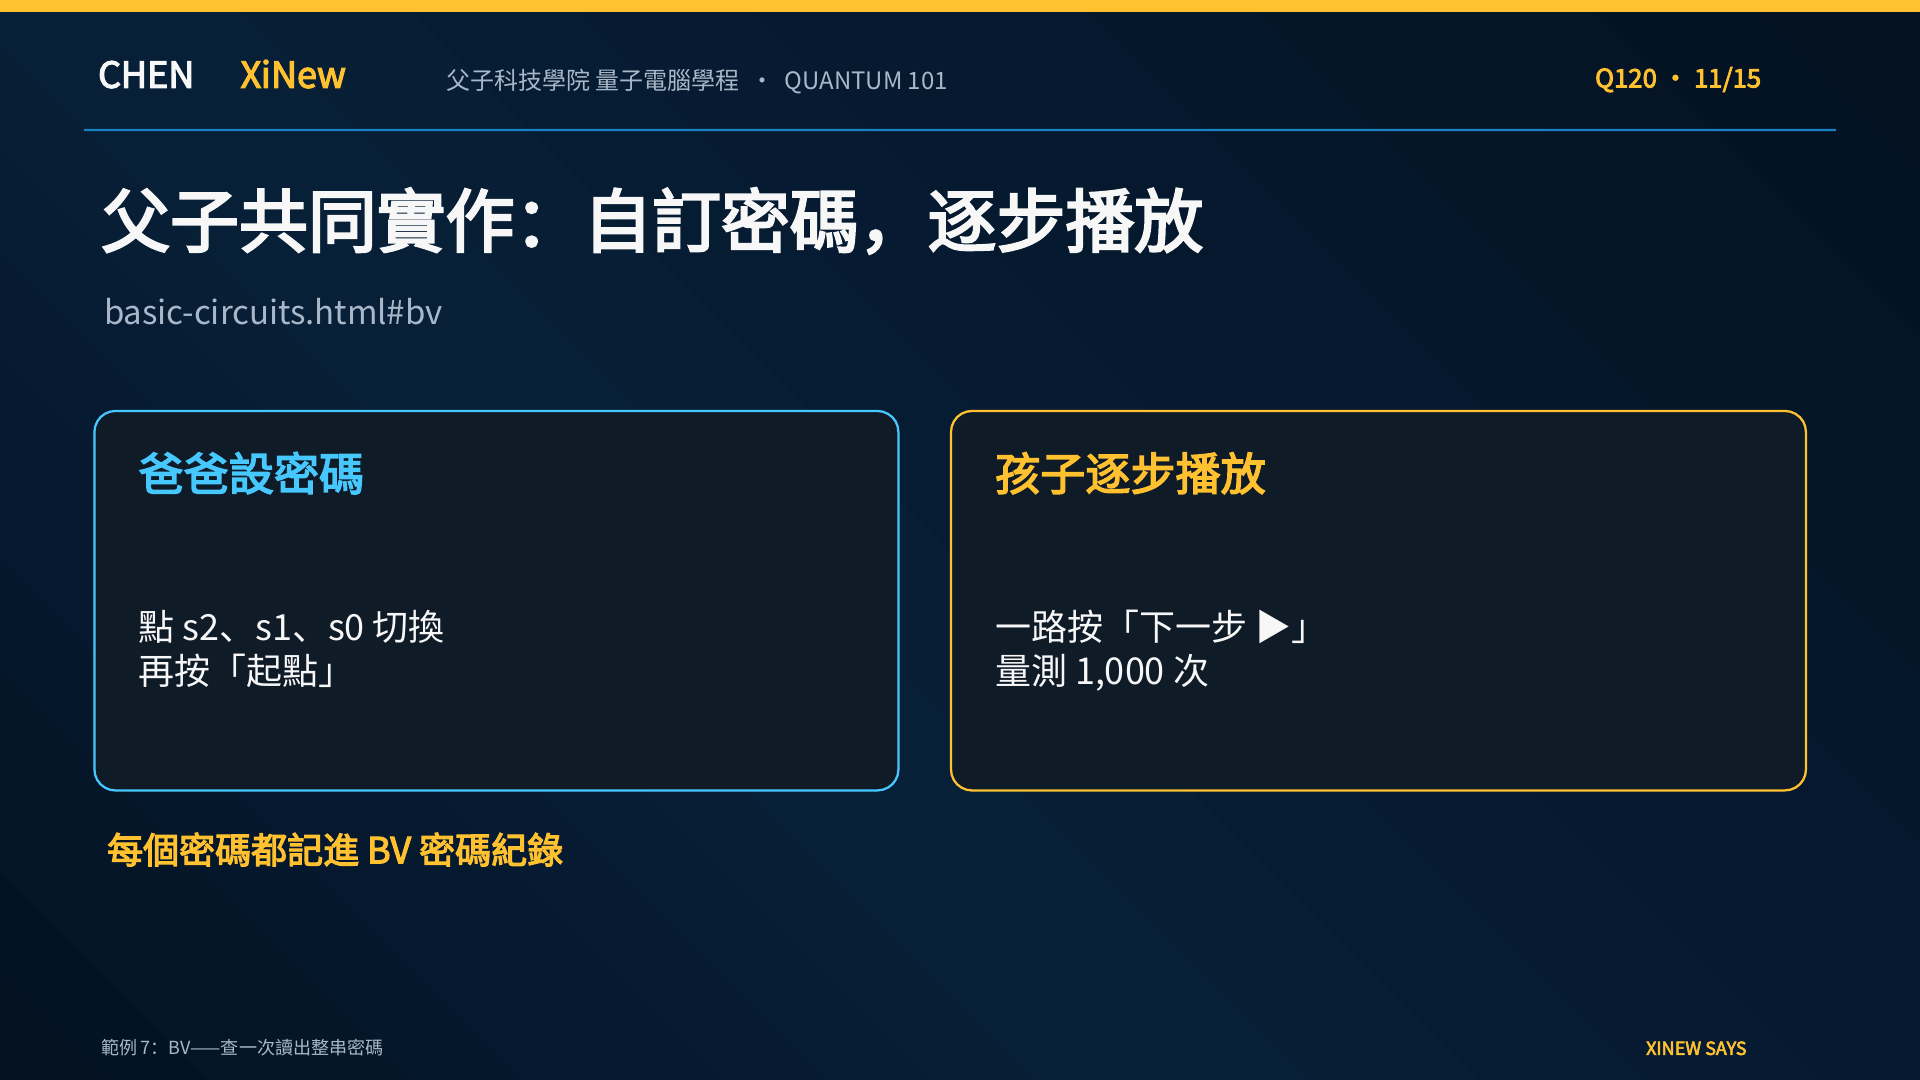 CHEN XiNew 父子科技學院 量子電腦學程 · QUANTUM 101 Q120 · 11/15
父子共同實作：自訂密碼，逐步播放
basic-circuits.html#bv
爸爸設密碼
點 s2、s1、s0 切換
再按「起點」
孩子逐步播放
一路按「下一步 ▶」
量測 1,000 次
每個密碼都記進 BV 密碼紀錄
範例 7：BV——查一次讀出整串密碼 XINEW SAYS